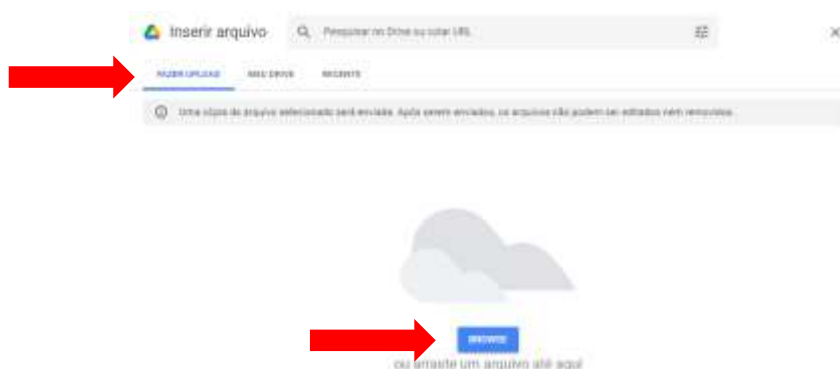 Inserir arquivo
Pesquisar no Drive ou colar URL
FAZER UPLOAD
MEU DRIVE
RECENTE
Uma cópia do arquivo selecionado será enviada. Após serem enviados, os arquivos não podem ser editados nem removidos.
BROWSE
ou arraste um arquivo até aqui